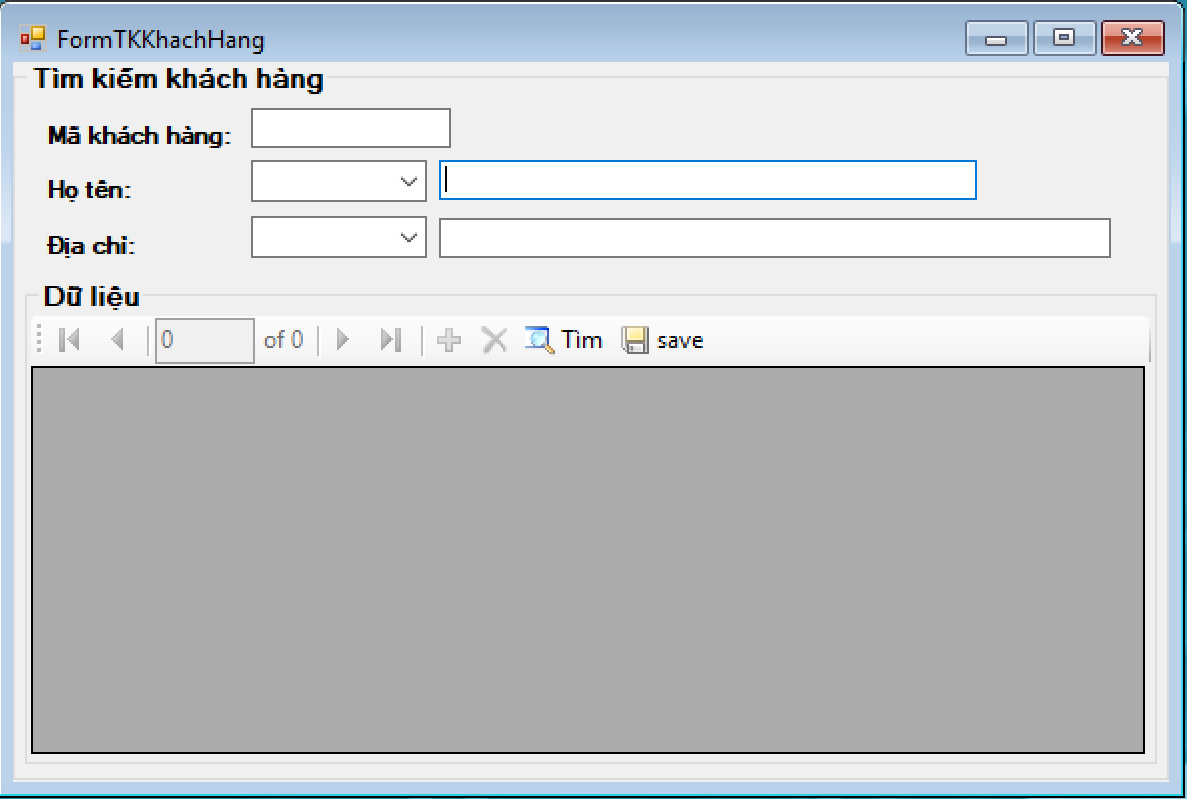 FormTKKhachHang
Tìm kiếm khách hàng
Mã khách hàng:
Họ tên:
Địa chỉ:
Dữ liệu
0 of 0 Tìm save